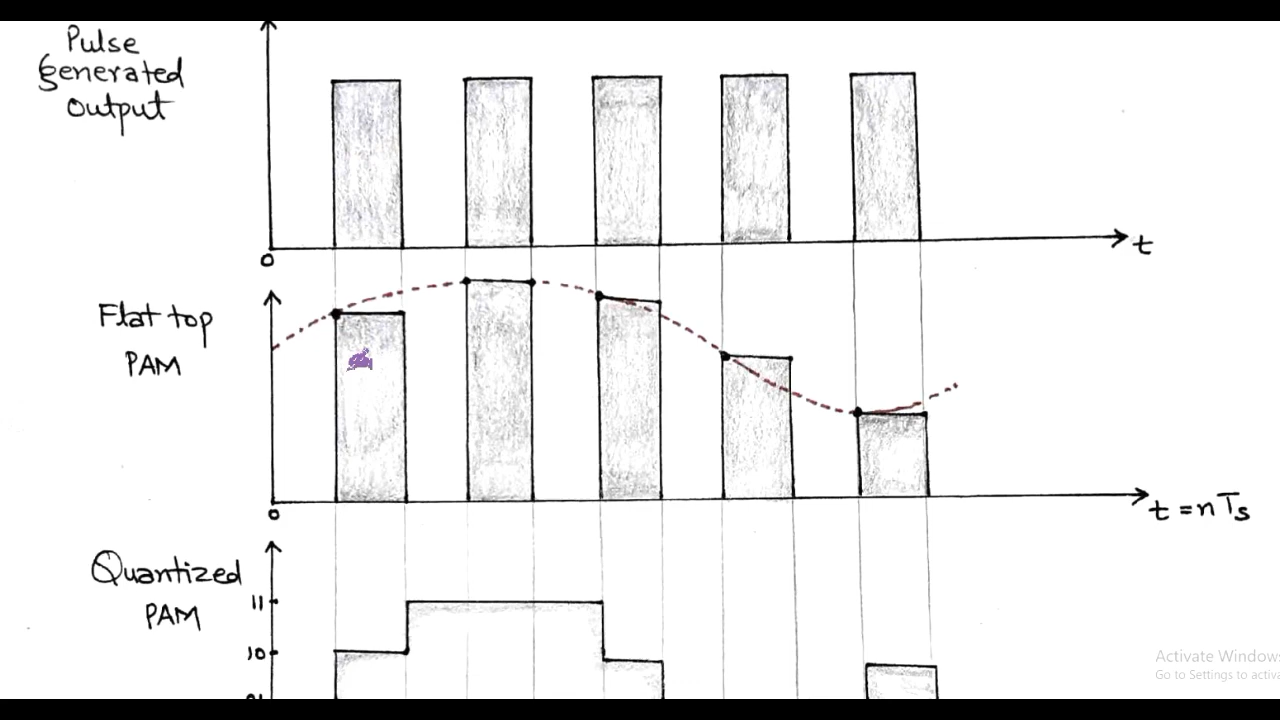 Pulse
generated
output
t
0
Flat top
PAM
t = nTs
0
Quantized
PAM
11
10
Activate Windows
Go to Settings to activa